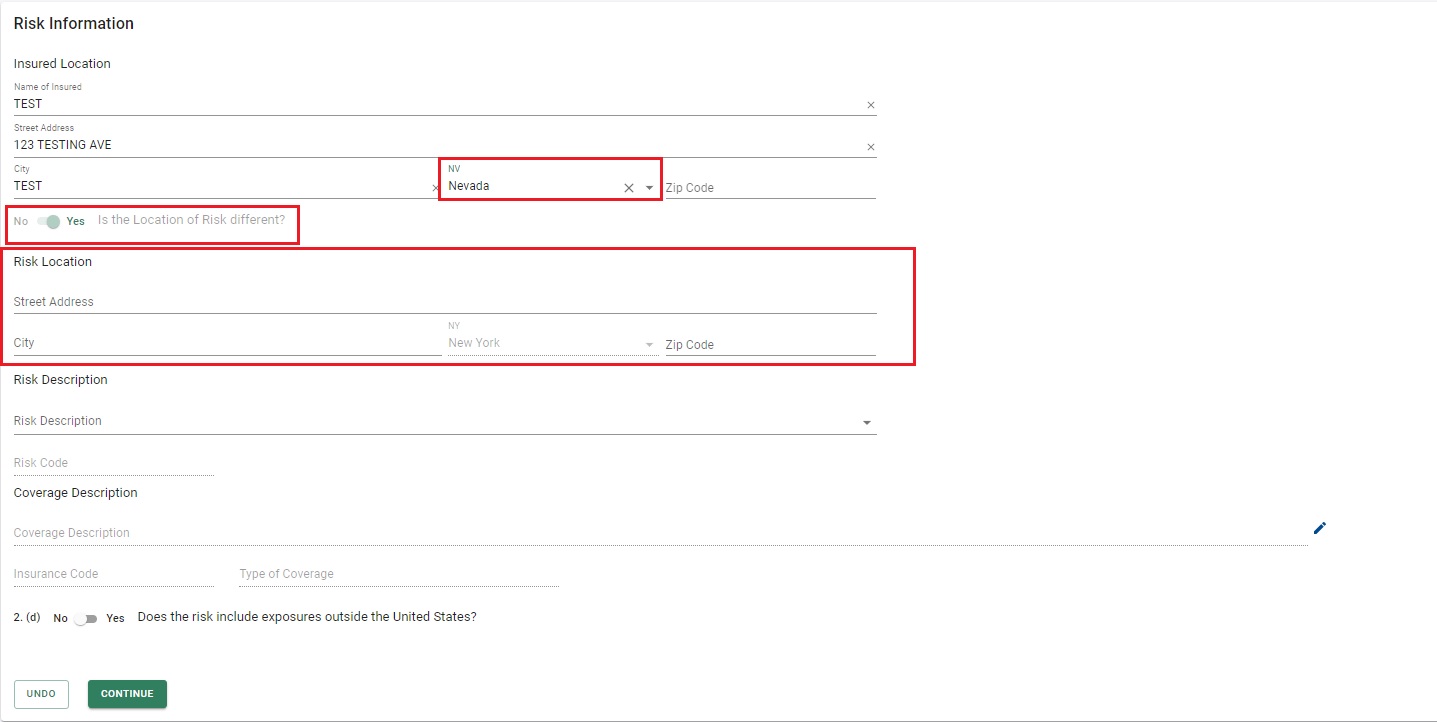 Risk Information
Insured Location
Name of Insured
TEST
Street Address
123 TESTING AVE
City NV
TEST Nevada Zip Code
No Yes Is the Location of Risk different?
Risk Location
Street Address
NY
City New York Zip Code
Risk Description
Risk Description
Risk Code
Coverage Description
Coverage Description
Insurance Code Type of Coverage
2. (d) No Yes Does the risk include exposures outside the United States?
UNDO CONTINUE